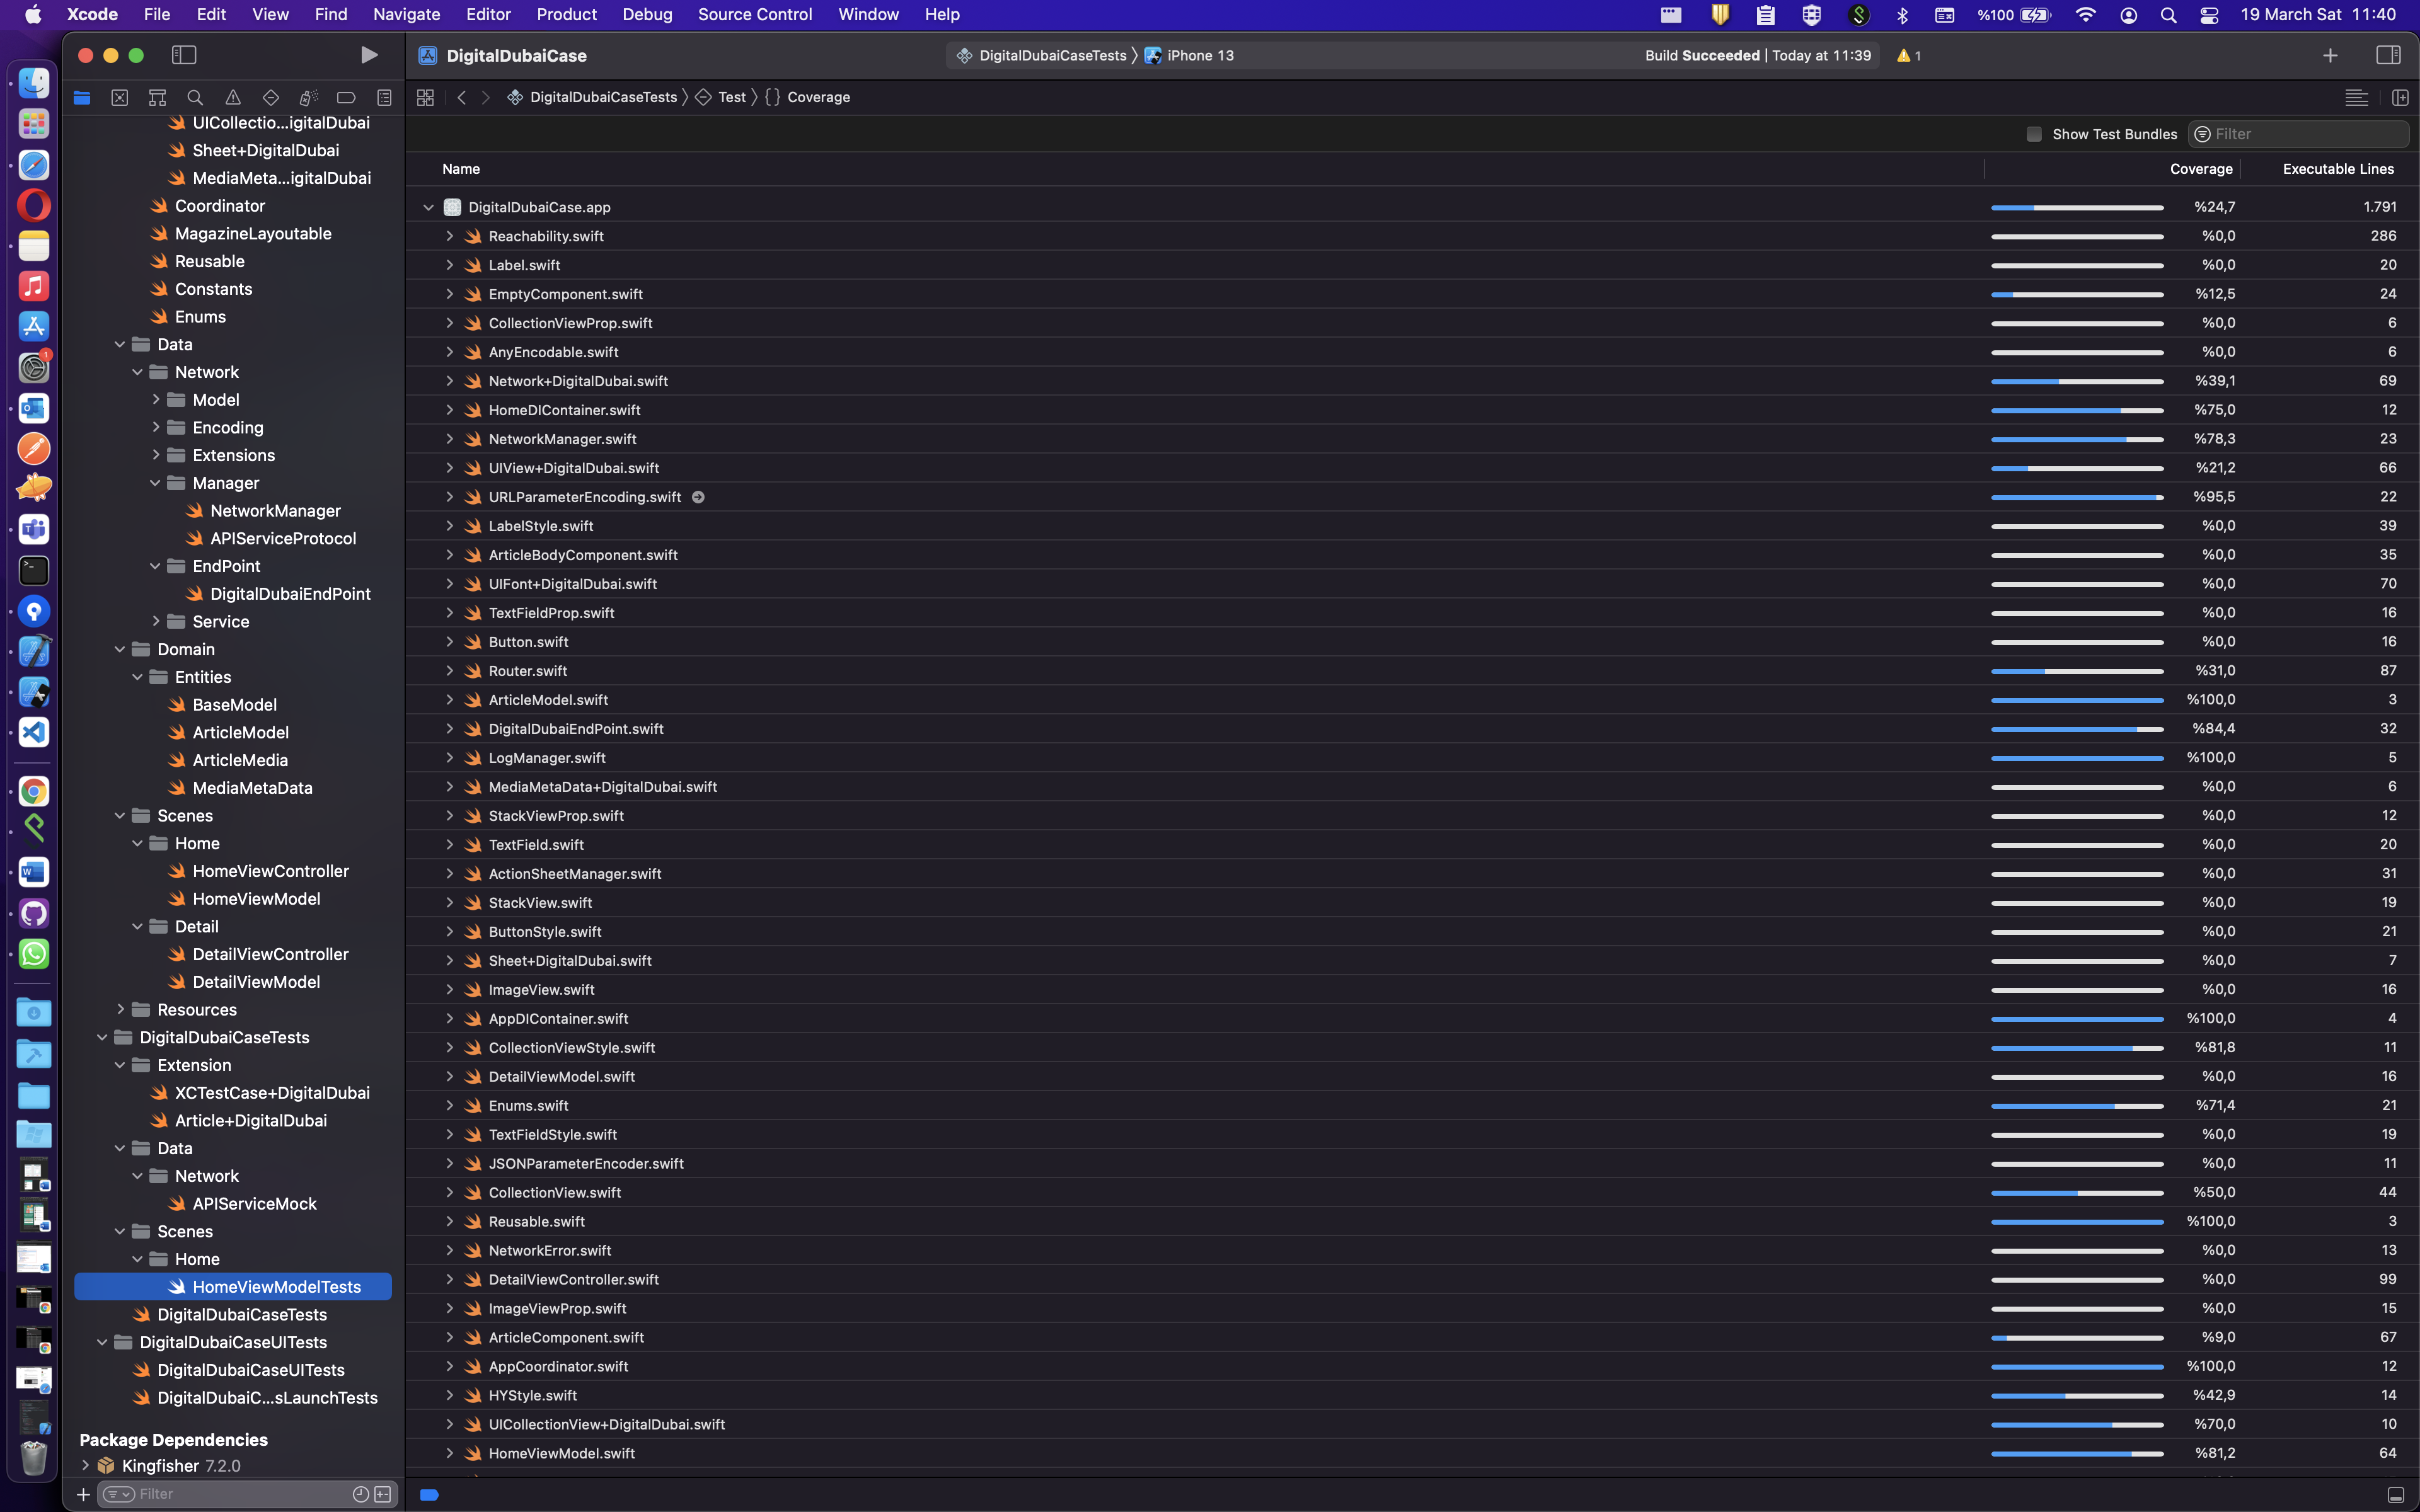 Xcode File Edit View Find Navigate Editor Product Debug Source Control Window Help %100 19 March Sat 11:40
DigitalDubaiCase DigitalDubaiCaseTests iPhone 13 Build Succeeded | Today at 11:39 1
DigitalDubaiCaseTests Test Coverage
Show Test Bundles Filter
Name Coverage Executable Lines
UICollectio...igitalDubai
Sheet+DigitalDubai
MediaMeta...igitalDubai
Coordinator
MagazineLayoutable
Reusable
Constants
Enums
Data
Network
Model
Encoding
Extensions
Manager
NetworkManager
APIServiceProtocol
EndPoint
DigitalDubaiEndPoint
Service
Domain
Entities
BaseModel
ArticleModel
ArticleMedia
MediaMetaData
Scenes
Home
HomeViewController
HomeViewModel
Detail
DetailViewController
DetailViewModel
Resources
DigitalDubaiCaseTests
Extension
XCTestCase+DigitalDubai
Article+DigitalDubai
Data
Network
APIServiceMock
Scenes
Home
HomeViewModelTests
DigitalDubaiCaseTests
DigitalDubaiCaseUITests
DigitalDubaiCaseUITests
DigitalDubaiC...sLaunchTests
Package Dependencies
Kingfisher 7.2.0
Filter
DigitalDubaiCase.app %24,7 1.791
Reachability.swift %0,0 286
Label.swift %0,0 20
EmptyComponent.swift %12,5 24
CollectionViewProp.swift %0,0 6
AnyEncodable.swift %0,0 6
Network+DigitalDubai.swift %39,1 69
HomeDIContainer.swift %75,0 12
NetworkManager.swift %78,3 23
UIView+DigitalDubai.swift %21,2 66
URLParameterEncoding.swift %95,5 22
LabelStyle.swift %0,0 39
ArticleBodyComponent.swift %0,0 35
UIFont+DigitalDubai.swift %0,0 70
TextFieldProp.swift %0,0 16
Button.swift %0,0 16
Router.swift %31,0 87
ArticleModel.swift %100,0 3
DigitalDubaiEndPoint.swift %84,4 32
LogManager.swift %100,0 5
MediaMetaData+DigitalDubai.swift %0,0 6
StackViewProp.swift %0,0 12
TextField.swift %0,0 20
ActionSheetManager.swift %0,0 31
StackView.swift %0,0 19
ButtonStyle.swift %0,0 21
Sheet+DigitalDubai.swift %0,0 7
ImageView.swift %0,0 16
AppDIContainer.swift %100,0 4
CollectionViewStyle.swift %81,8 11
DetailViewModel.swift %0,0 16
Enums.swift %71,4 21
TextFieldStyle.swift %0,0 19
JSONParameterEncoder.swift %0,0 11
CollectionView.swift %50,0 44
Reusable.swift %100,0 3
NetworkError.swift %0,0 13
DetailViewController.swift %0,0 99
ImageViewProp.swift %0,0 15
ArticleComponent.swift %9,0 67
AppCoordinator.swift %100,0 12
HYStyle.swift %42,9 14
UICollectionView+DigitalDubai.swift %70,0 10
HomeViewModel.swift %81,2 64